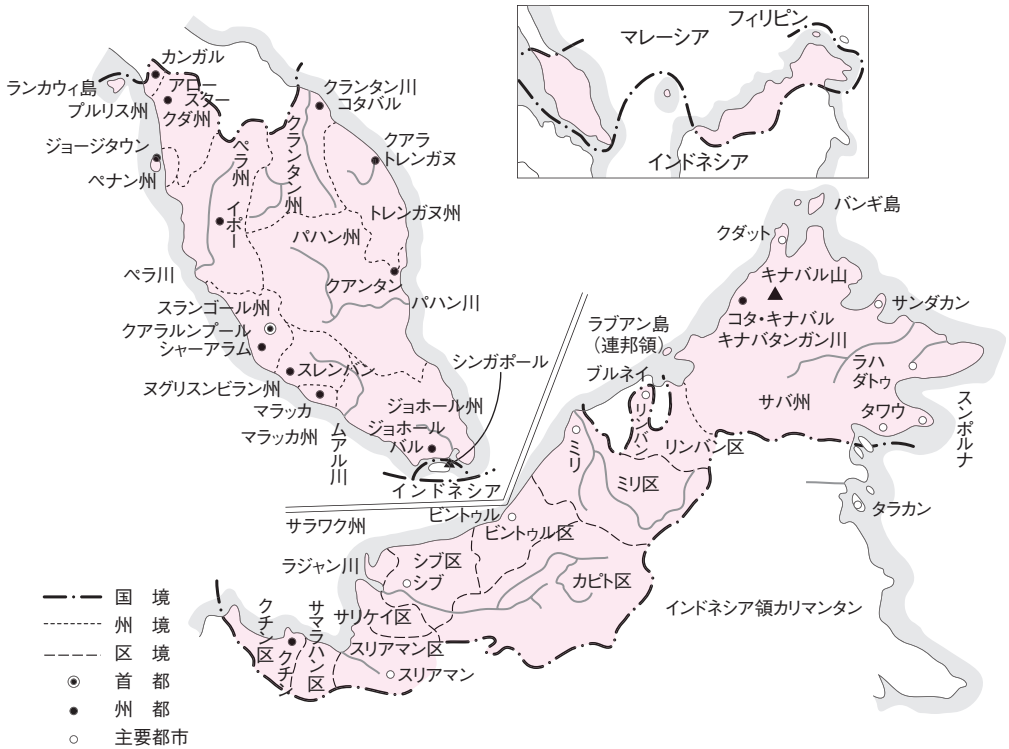 フィリピン
マレーシア
インドネシア
カンガル
ランカウィ島
アロー
スター
プルリス州
クダ州
クランタン川
コタバル
ジョージタウン
ペナン州
ペラ州
クランタン州
クアラ
トレンガヌ
イポー
トレンガヌ州
パハン州
ペラ川
クアンタン
パハン川
スランゴール州
クアラルンプール
シャーアラム
スレンバン
ヌグリスンビラン州
マラッカ
マラッカ州
ムアル川
ジョホール州
ジョホール
バル
シンガポール
インドネシア
バンギ島
クダット
キナバル山
サンダカン
コタ・キナバル
キナバタンガン川
ラブアン島
（連邦領）
ブルネイ
ラハ
ダトゥ
サバ州
タワウ
スンポルナ
リンバン
リンバン区
ミリ
ミリ区
タラカン
サラワク州
ビントゥル
ビントゥル区
ラジャン川
シブ区
シブ
カピト区
サリケイ区
インドネシア領カリマンタン
クチン区
クチン
サマラハン区
スリアマン区
スリアマン
国　境
州　境
区　境
首　都
州　都
主要都市